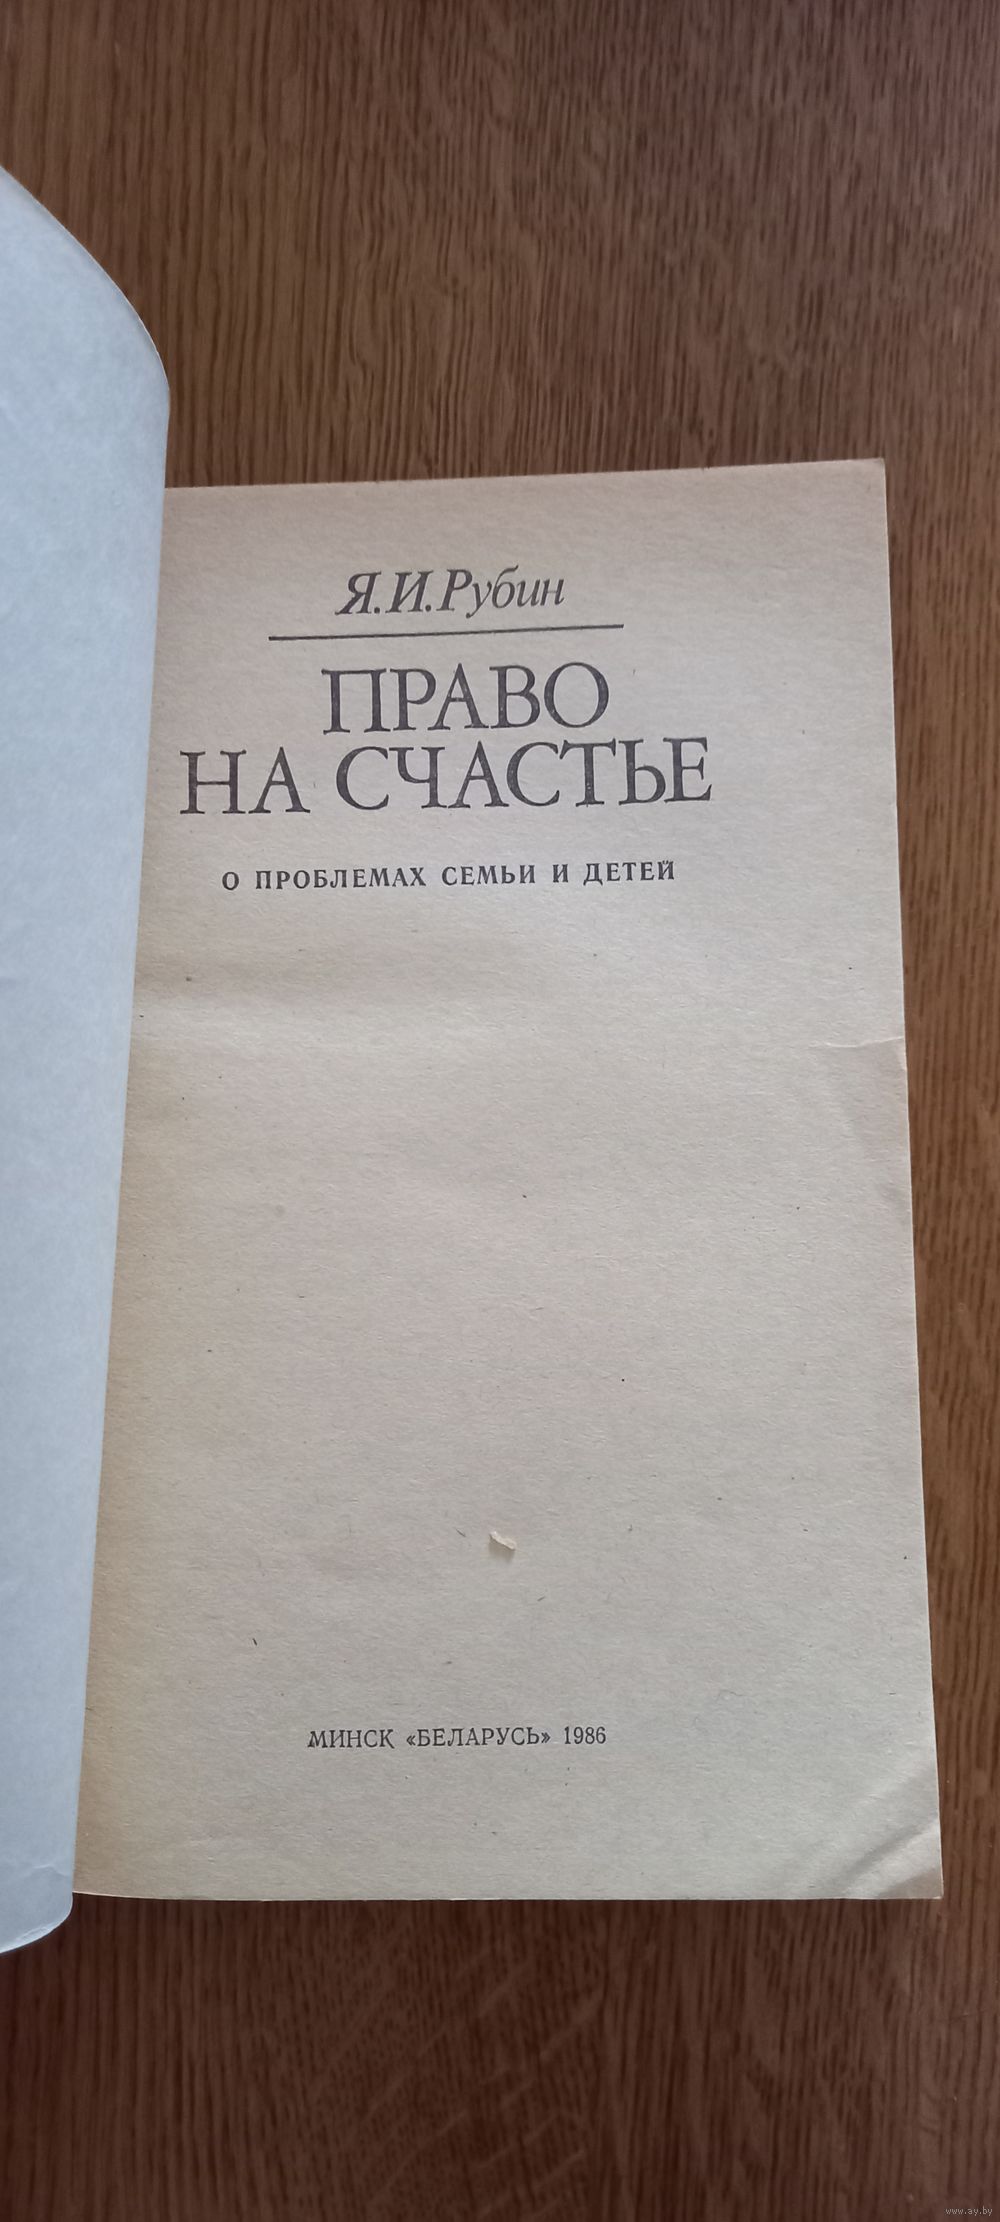 Я.И.Рубин
ПРАВО
НА СЧАСТЬЕ
О ПРОБЛЕМАХ СЕМЬИ И ДЕТЕЙ
МИНСК «БЕЛАРУСЬ» 1986
www.ay.by